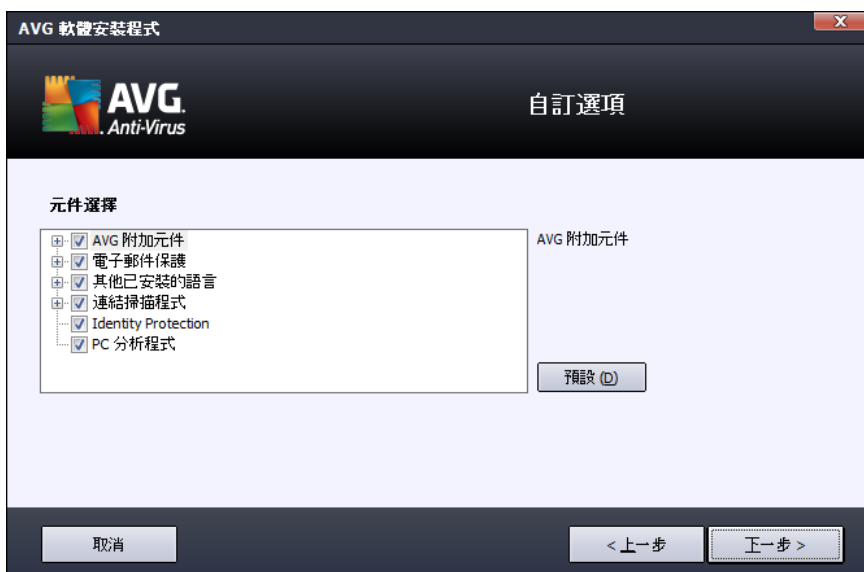 AVG 軟體安裝程式
AVG.
Anti-Virus
自訂選項
元件選擇
AVG 附加元件
電子郵件保護
其他已安裝的語言
連結掃描程式
Identity Protection
PC 分析程式
AVG 附加元件
預設 (D)
取消
<上一步
下一步 >